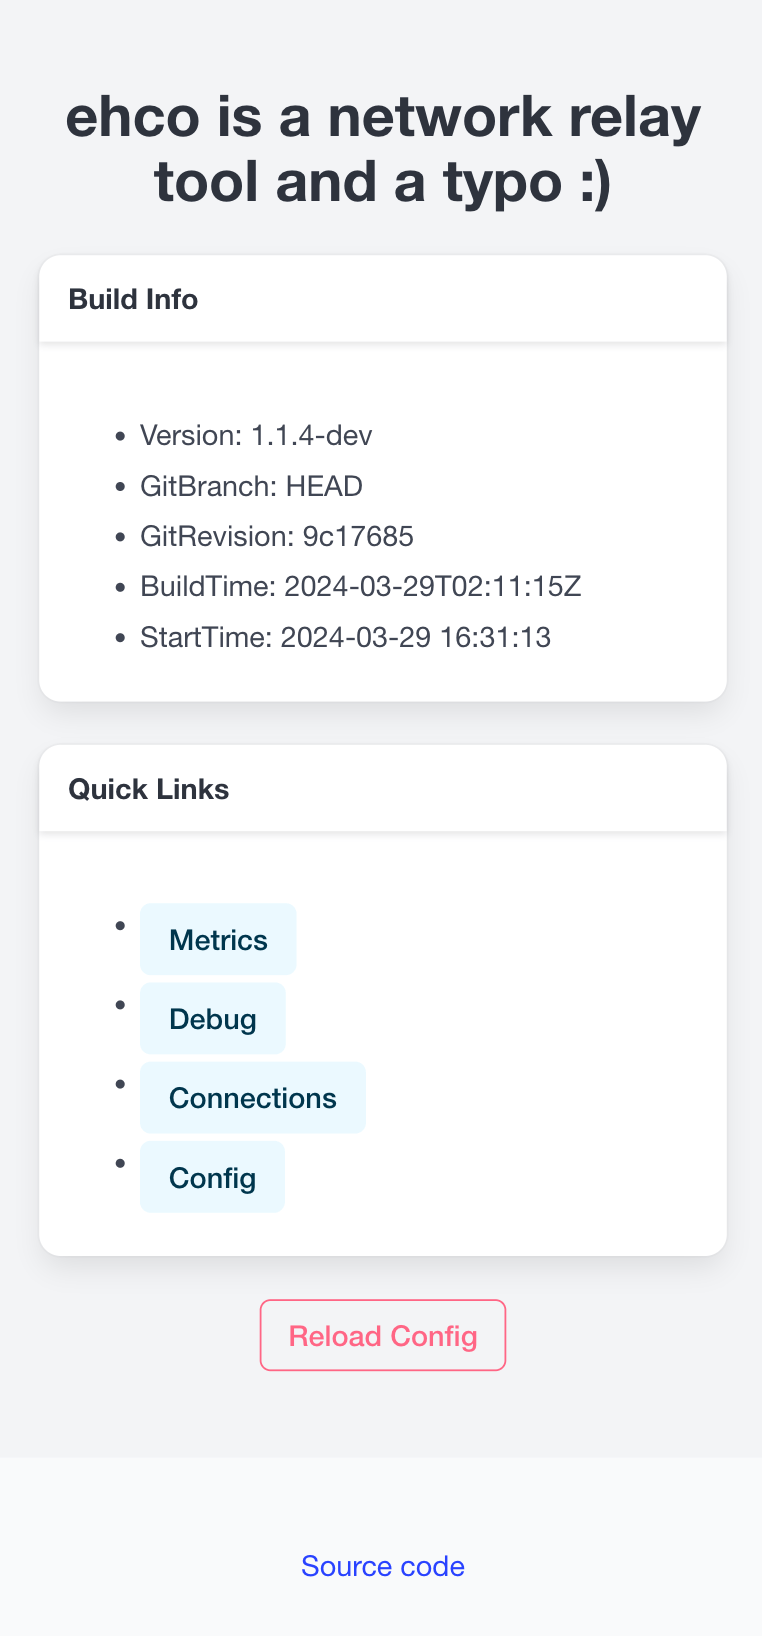 ehco is a network relay
tool and a typo :)
Build Info
Version: 1.1.4-dev
GitBranch: HEAD
GitRevision: 9c17685
BuildTime: 2024-03-29T02:11:15Z
StartTime: 2024-03-29 16:31:13
Quick Links
Metrics
Debug
Connections
Config
Reload Config
Source code